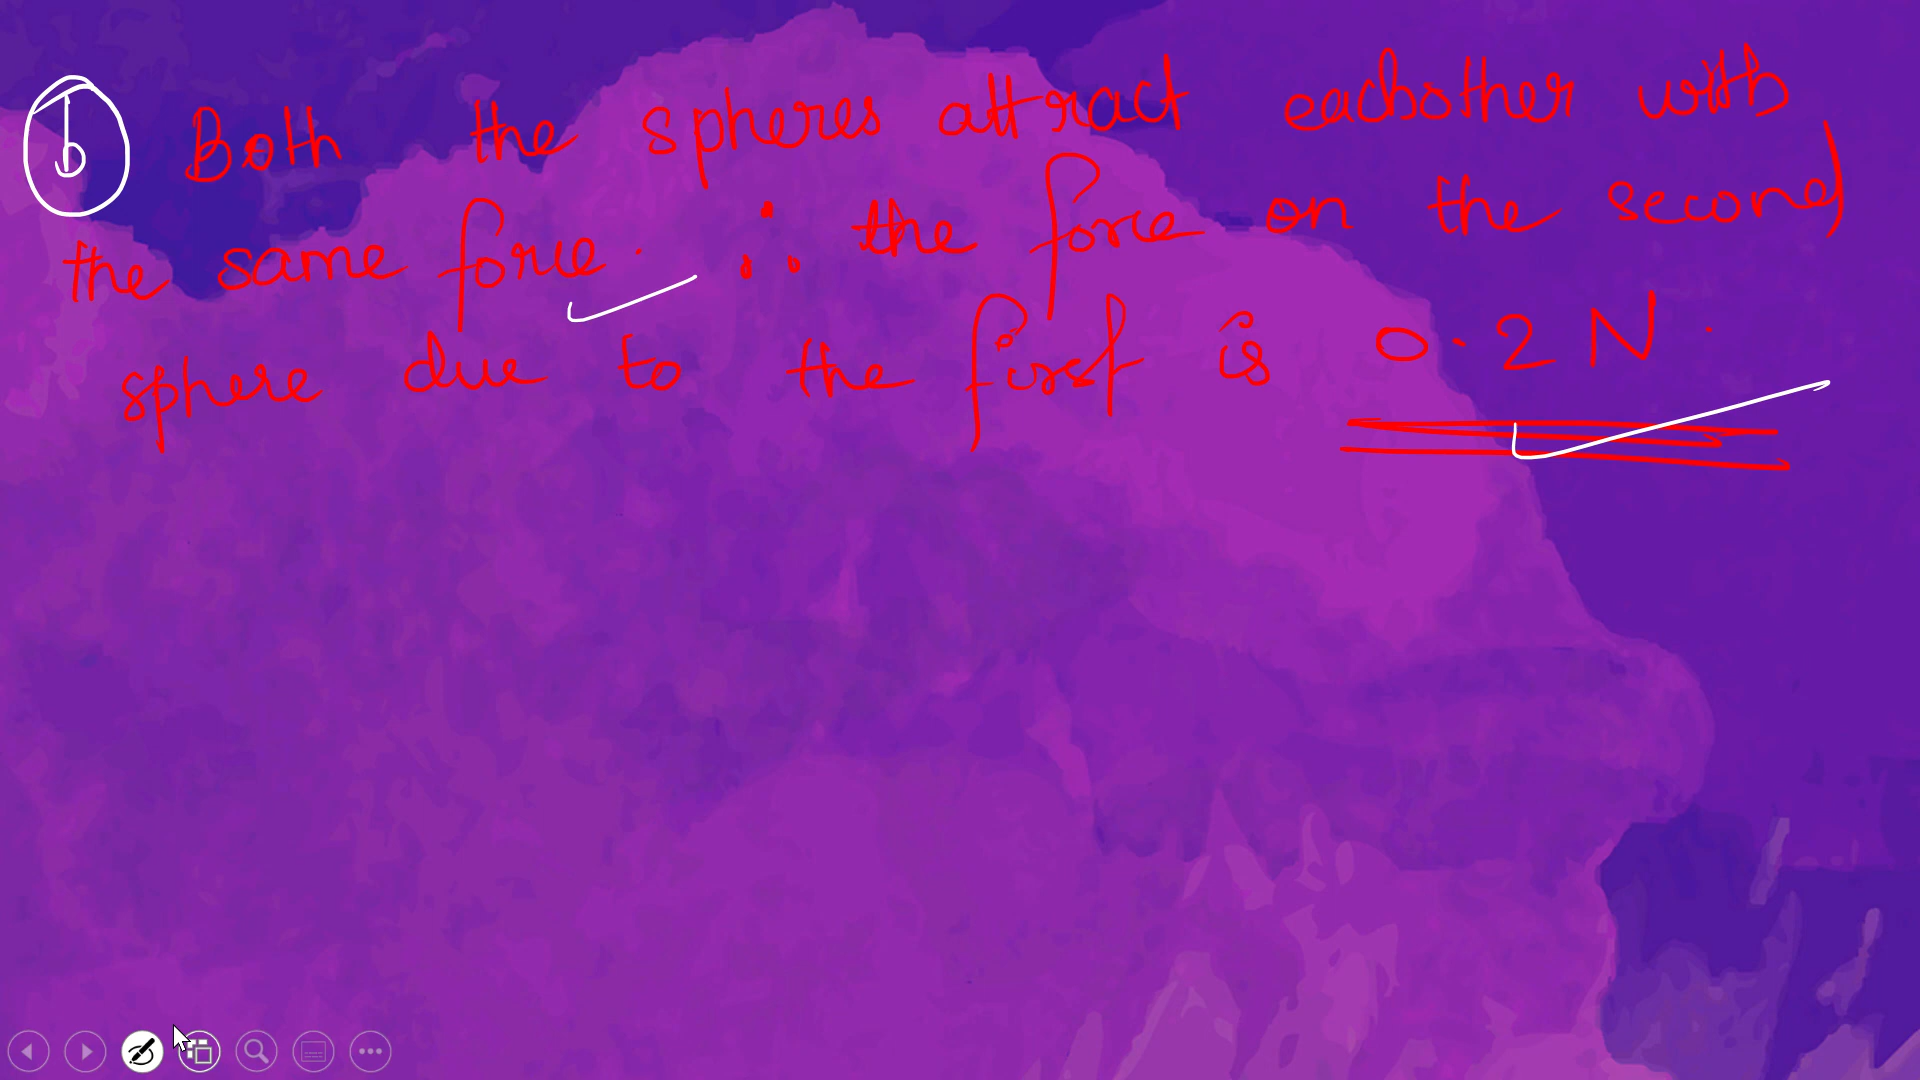 b Both the spheres attract eachother with
the same force. ∴ the force on the second
sphere due to the first is 0.2 N.